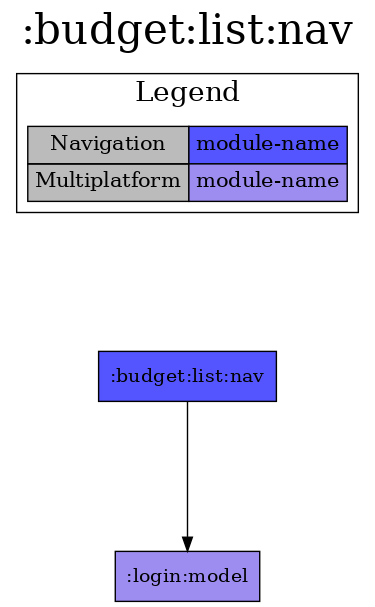 :budget:list:nav
Legend
Navigation module-name
Multiplatform module-name
:budget:list:nav
:login:model